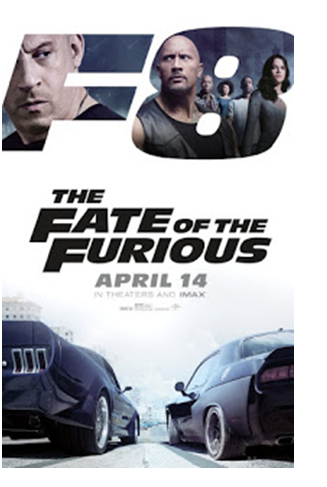 F8
THE
FATE OF THE
FURIOUS
APRIL 14
IN THEATERS AND IMAX